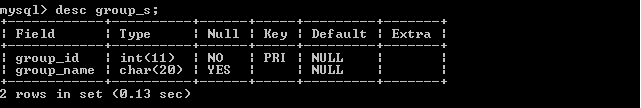 mysql> desc group_s;
+------------+----------+------+-----+---------+-------+
| Field      | Type     | Null | Key | Default | Extra |
+------------+----------+------+-----+---------+-------+
| group_id   | int(11)  | NO   | PRI | NULL    |       |
| group_name | char(20) | YES  |     | NULL    |       |
+------------+----------+------+-----+---------+-------+
2 rows in set (0.13 sec)